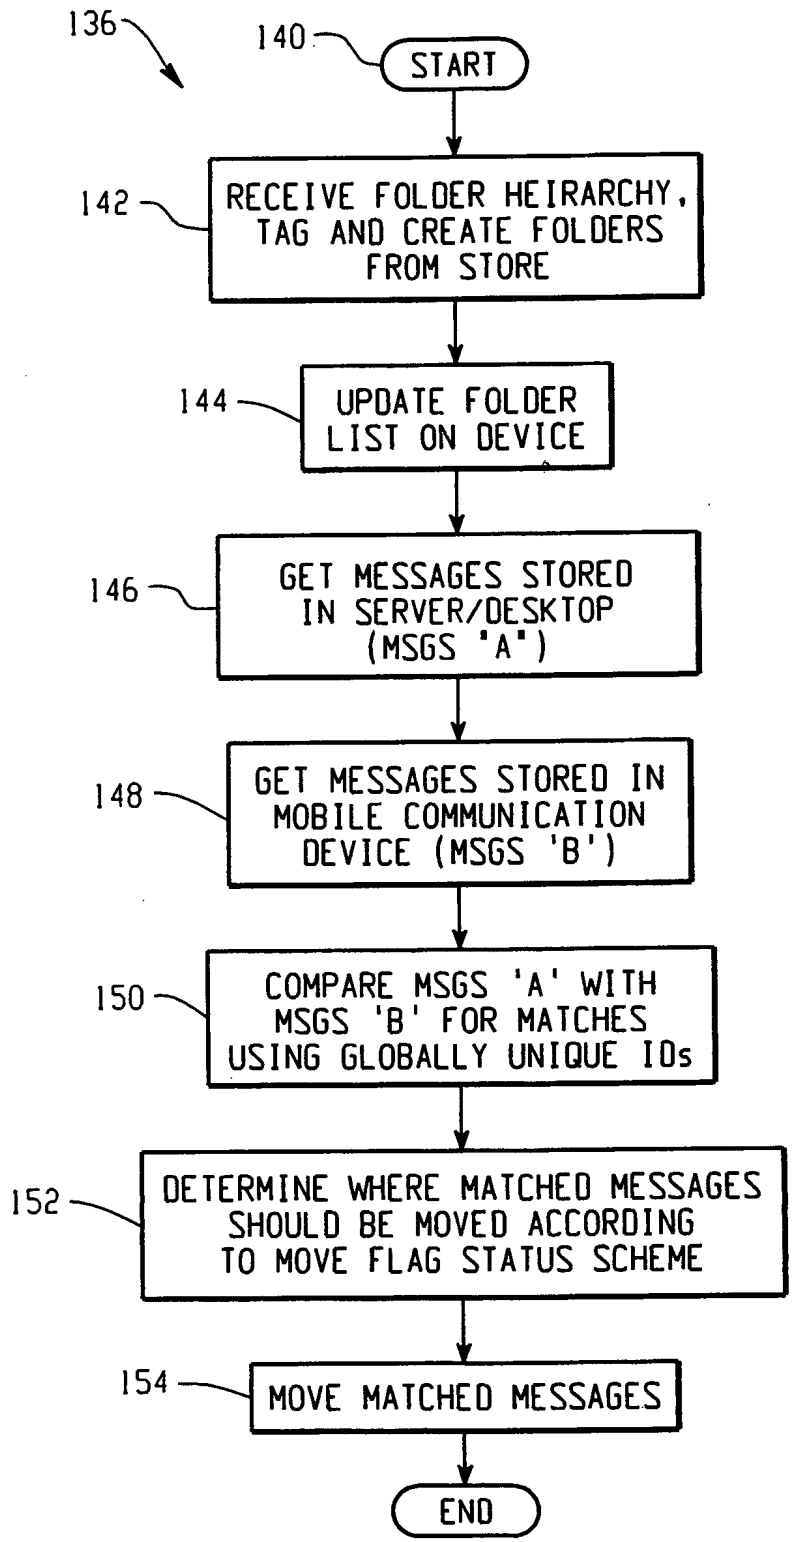 136
140
START
142
RECEIVE FOLDER HEIRARCHY,
TAG AND CREATE FOLDERS
FROM STORE
144
UPDATE FOLDER
LIST ON DEVICE
146
GET MESSAGES STORED
IN SERVER/DESKTOP
(MSGS "A")
148
GET MESSAGES STORED IN
MOBILE COMMUNICATION
DEVICE (MSGS 'B')
150
COMPARE MSGS 'A' WITH
MSGS 'B' FOR MATCHES
USING GLOBALLY UNIQUE IDs
152
DETERMINE WHERE MATCHED MESSAGES
SHOULD BE MOVED ACCORDING
TO MOVE FLAG STATUS SCHEME
154
MOVE MATCHED MESSAGES
END